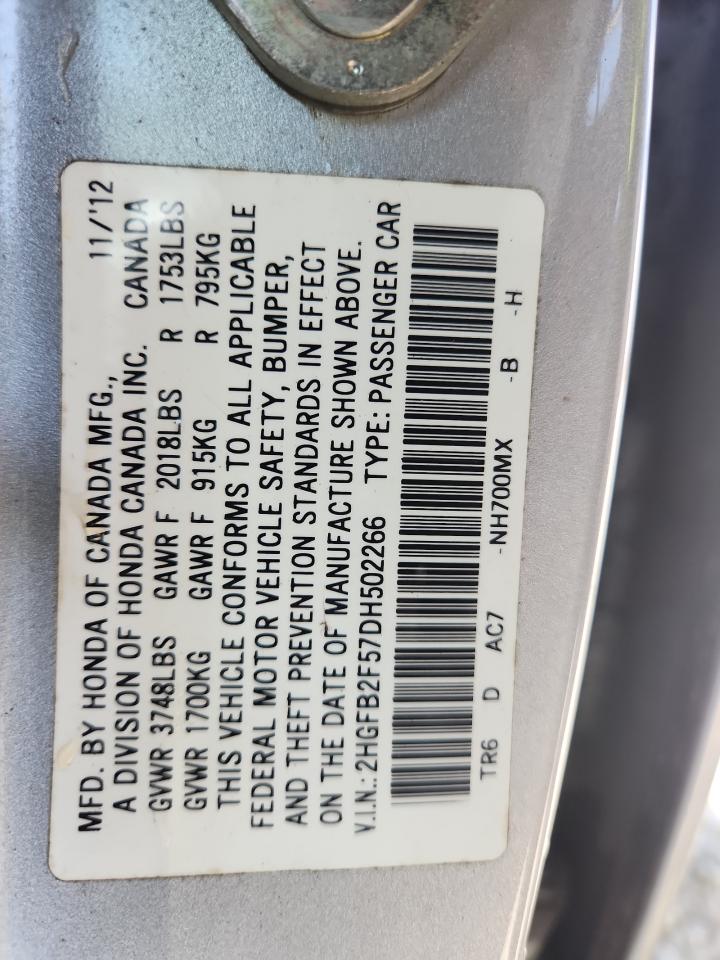 MFD. BY HONDA OF CANADA MFG., 11/'12
A DIVISION OF HONDA CANADA INC. CANADA
GVWR 3748LBS GAWR F 2018LBS R 1753LBS
GVWR 1700KG GAWR F 915KG R 795KG
THIS VEHICLE CONFORMS TO ALL APPLICABLE
FEDERAL MOTOR VEHICLE SAFETY, BUMPER,
AND THEFT PREVENTION STANDARDS IN EFFECT
ON THE DATE OF MANUFACTURE SHOWN ABOVE.
V.I.N.: 2HGFB2F57DH502266 TYPE: PASSENGER CAR
TR6 D AC7 -NH700MX -B -H